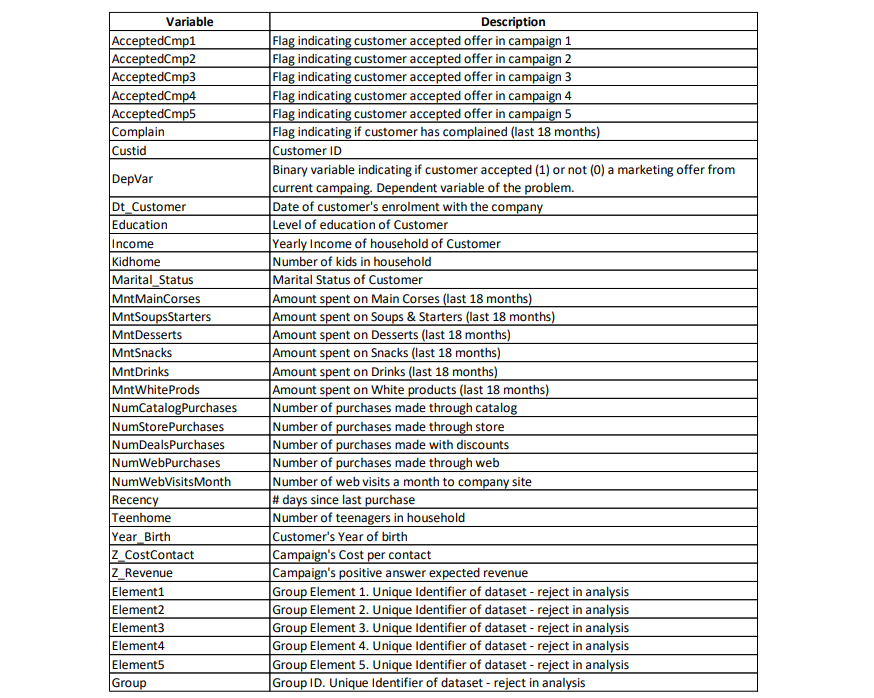 Variable Description
AcceptedCmp1 Flag indicating customer accepted offer in campaign 1
AcceptedCmp2 Flag indicating customer accepted offer in campaign 2
AcceptedCmp3 Flag indicating customer accepted offer in campaign 3
AcceptedCmp4 Flag indicating customer accepted offer in campaign 4
AcceptedCmp5 Flag indicating customer accepted offer in campaign 5
Complain Flag indicating if customer has complained (last 18 months)
Custid Customer ID
DepVar Binary variable indicating if customer accepted (1) or not (0) a marketing offer from
current campaing. Dependent variable of the problem.
Dt_Customer Date of customer's enrolment with the company
Education Level of education of Customer
Income Yearly Income of household of Customer
Kidhome Number of kids in household
Marital_Status Marital Status of Customer
MntMainCorses Amount spent on Main Corses (last 18 months)
MntSoupsStarters Amount spent on Soups & Starters (last 18 months)
MntDesserts Amount spent on Desserts (last 18 months)
MntSnacks Amount spent on Snacks (last 18 months)
MntDrinks Amount spent on Drinks (last 18 months)
MntWhiteProds Amount spent on White products (last 18 months)
NumCatalogPurchases Number of purchases made through catalog
NumStorePurchases Number of purchases made through store
NumDealsPurchases Number of purchases made with discounts
NumWebPurchases Number of purchases made through web
NumWebVisitsMonth Number of web visits a month to company site
Recency # days since last purchase
Teenhome Number of teenagers in household
Year_Birth Customer's Year of birth
Z_CostContact Campaign's Cost per contact
Z_Revenue Campaign's positive answer expected revenue
Element1 Group Element 1. Unique Identifier of dataset - reject in analysis
Element2 Group Element 2. Unique Identifier of dataset - reject in analysis
Element3 Group Element 3. Unique Identifier of dataset - reject in analysis
Element4 Group Element 4. Unique Identifier of dataset - reject in analysis
Element5 Group Element 5. Unique Identifier of dataset - reject in analysis
Group Group ID. Unique Identifier of dataset - reject in analysis